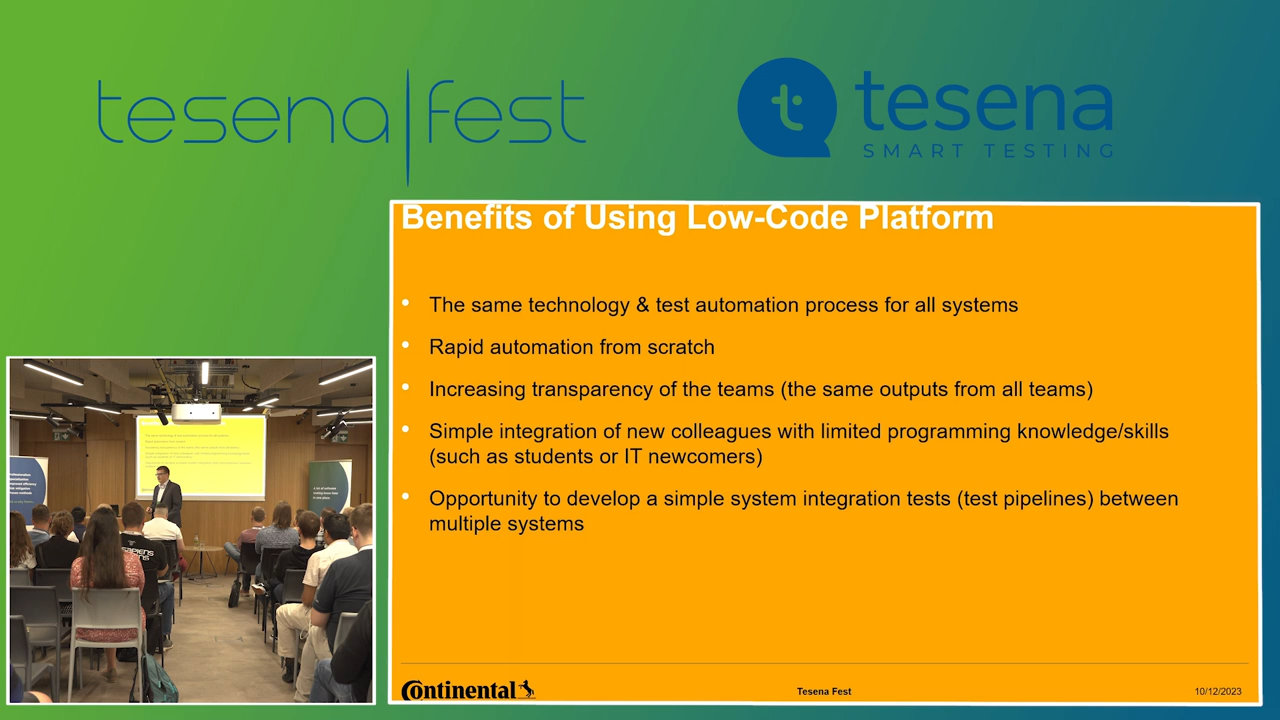 tesena|fest
tesena
SMART TESTING
Benefits of Using Low-Code Platform
• The same technology & test automation process for all systems
• Rapid automation from scratch
• Increasing transparency of the teams (the same outputs from all teams)
• Simple integration of new colleagues with limited programming knowledge/skills
(such as students or IT newcomers)
• Opportunity to develop a simple system integration tests (test pipelines) between
multiple systems
Continental
Tesena Fest
10/12/2023